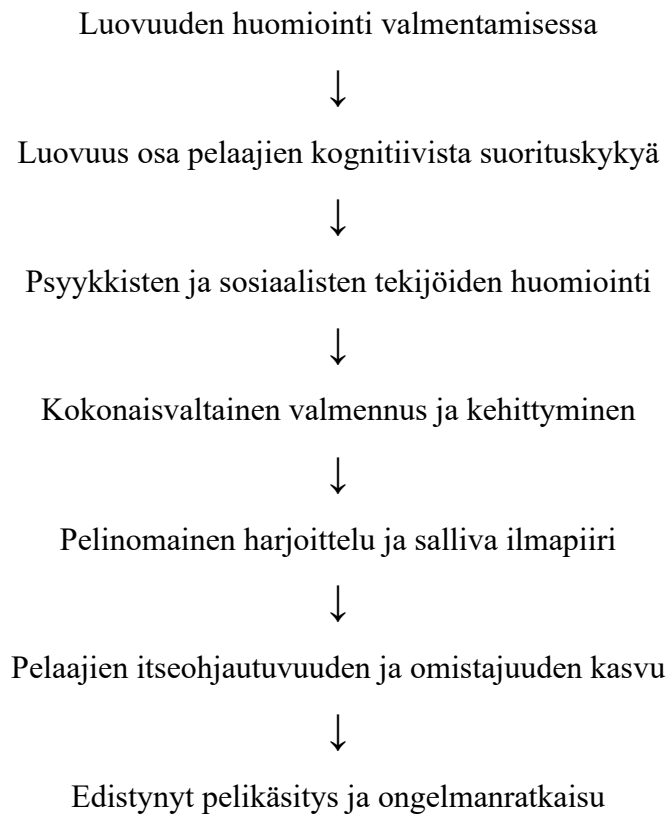 Luovuuden huomiointi valmentamisessa
↓
Luovuus osa pelaajien kognitiivista suorituskykyä
↓
Psyykkisten ja sosiaalisten tekijöiden huomiointi
↓
Kokonaisvaltainen valmennus ja kehittyminen
↓
Pelinomainen harjoittelu ja salliva ilmapiiri
↓
Pelaajien itseohjautuvuuden ja omistajuuden kasvu
↓
Edistynyt pelikäsitys ja ongelmanratkaisu